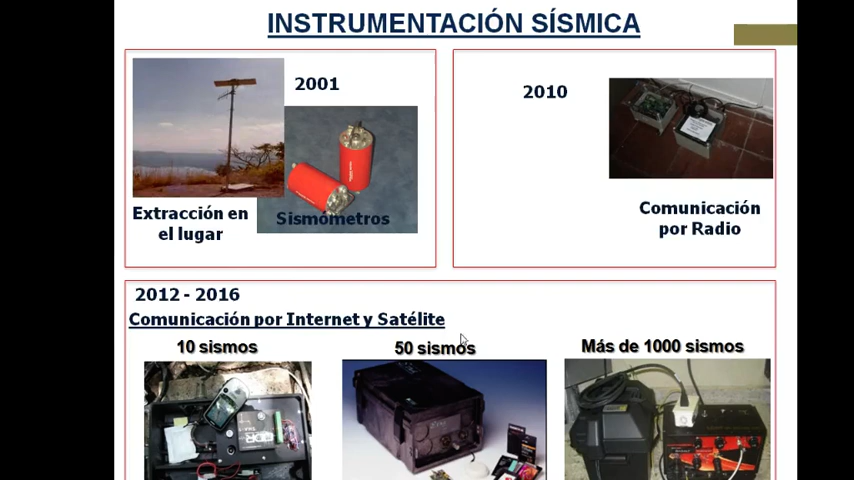 INSTRUMENTACIÓN SÍSMICA
2001
Extracción en
el lugar
Sismómetros
2010
Comunicación
por Radio
2012 - 2016
Comunicación por Internet y Satélite
10 sismos
50 sismos
Más de 1000 sismos